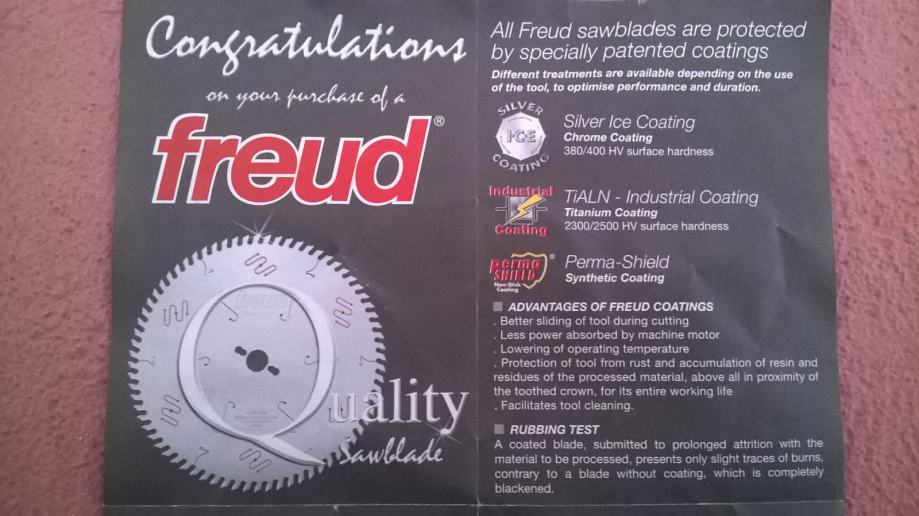 Congratulations
on your purchase of a
freud®
Quality
Sawblade
All Freud sawblades are protected
by specially patented coatings
Different treatments are available depending on the use
of the tool, to optimise performance and duration.
SILVER
ICE
COATING
Silver Ice Coating
Chrome Coating
380/400 HV surface hardness
Industrial
Coating
TiALN - Industrial Coating
Titanium Coating
2300/2500 HV surface hardness
perma
SHIELD®
Non-Stick
Coating
Perma-Shield
Synthetic Coating
ADVANTAGES OF FREUD COATINGS
. Better sliding of tool during cutting
. Less power absorbed by machine motor
. Lowering of operating temperature
. Protection of tool from rust and accumulation of resin and
residues of the processed material, above all in proximity of
the toothed crown, for its entire working life
. Facilitates tool cleaning.
RUBBING TEST
A coated blade, submitted to prolonged attrition with the
material to be processed, presents only slight traces of burns,
contrary to a blade without coating, which is completely
blackened.